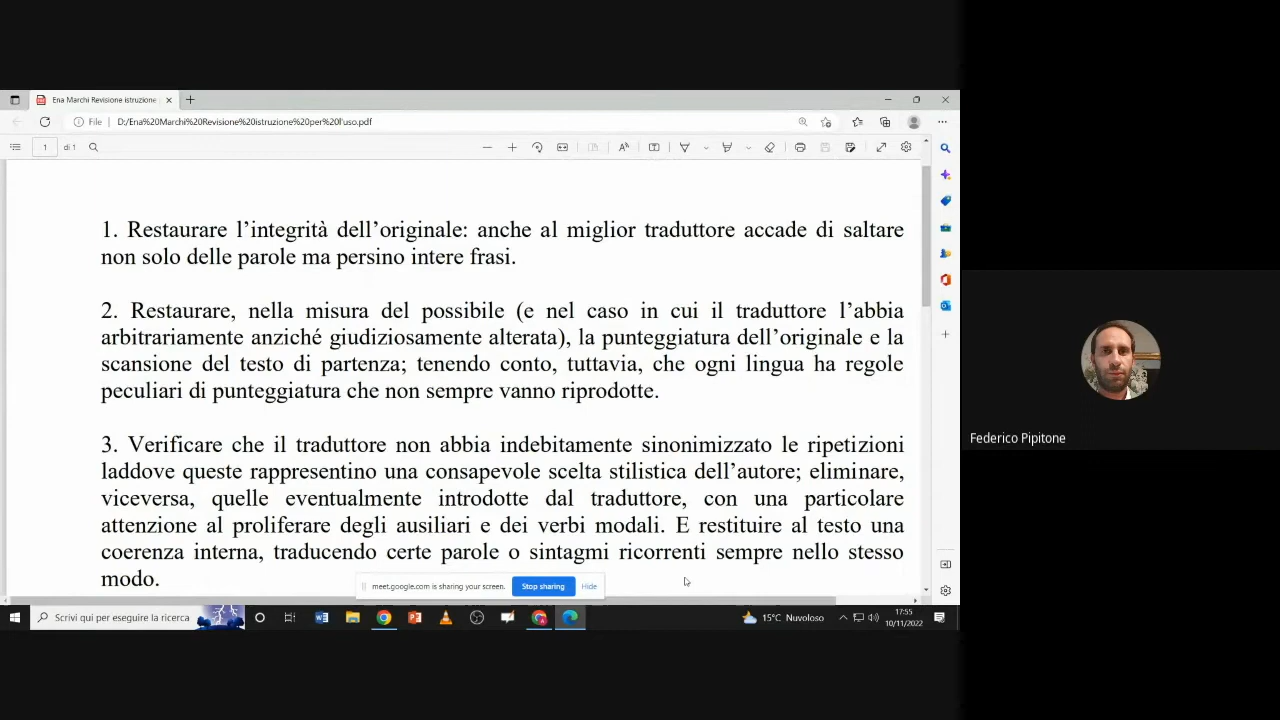 Ena Marchi Revisione istruzione
File
D:/Ena%20Marchi%20Revisione%20istruzione%20per%20l'uso.pdf
1 di 1
1. Restaurare l’integrità dell’originale: anche al miglior traduttore accade di saltare
non solo delle parole ma persino intere frasi.
2. Restaurare, nella misura del possibile (e nel caso in cui il traduttore l’abbia
arbitrariamente anziché giudiziosamente alterata), la punteggiatura dell’originale e la
scansione del testo di partenza; tenendo conto, tuttavia, che ogni lingua ha regole
peculiari di punteggiatura che non sempre vanno riprodotte.
3. Verificare che il traduttore non abbia indebitamente sinonimizzato le ripetizioni
laddove queste rappresentino una consapevole scelta stilistica dell’autore; eliminare,
viceversa, quelle eventualmente introdotte dal traduttore, con una particolare
attenzione al proliferare degli ausiliari e dei verbi modali. E restituire al testo una
coerenza interna, traducendo certe parole o sintagmi ricorrenti sempre nello stesso
modo.
meet.google.com is sharing your screen. Stop sharing Hide
Scrivi qui per eseguire la ricerca
15°C Nuvoloso
17:55
10/11/2022
Federico Pipitone